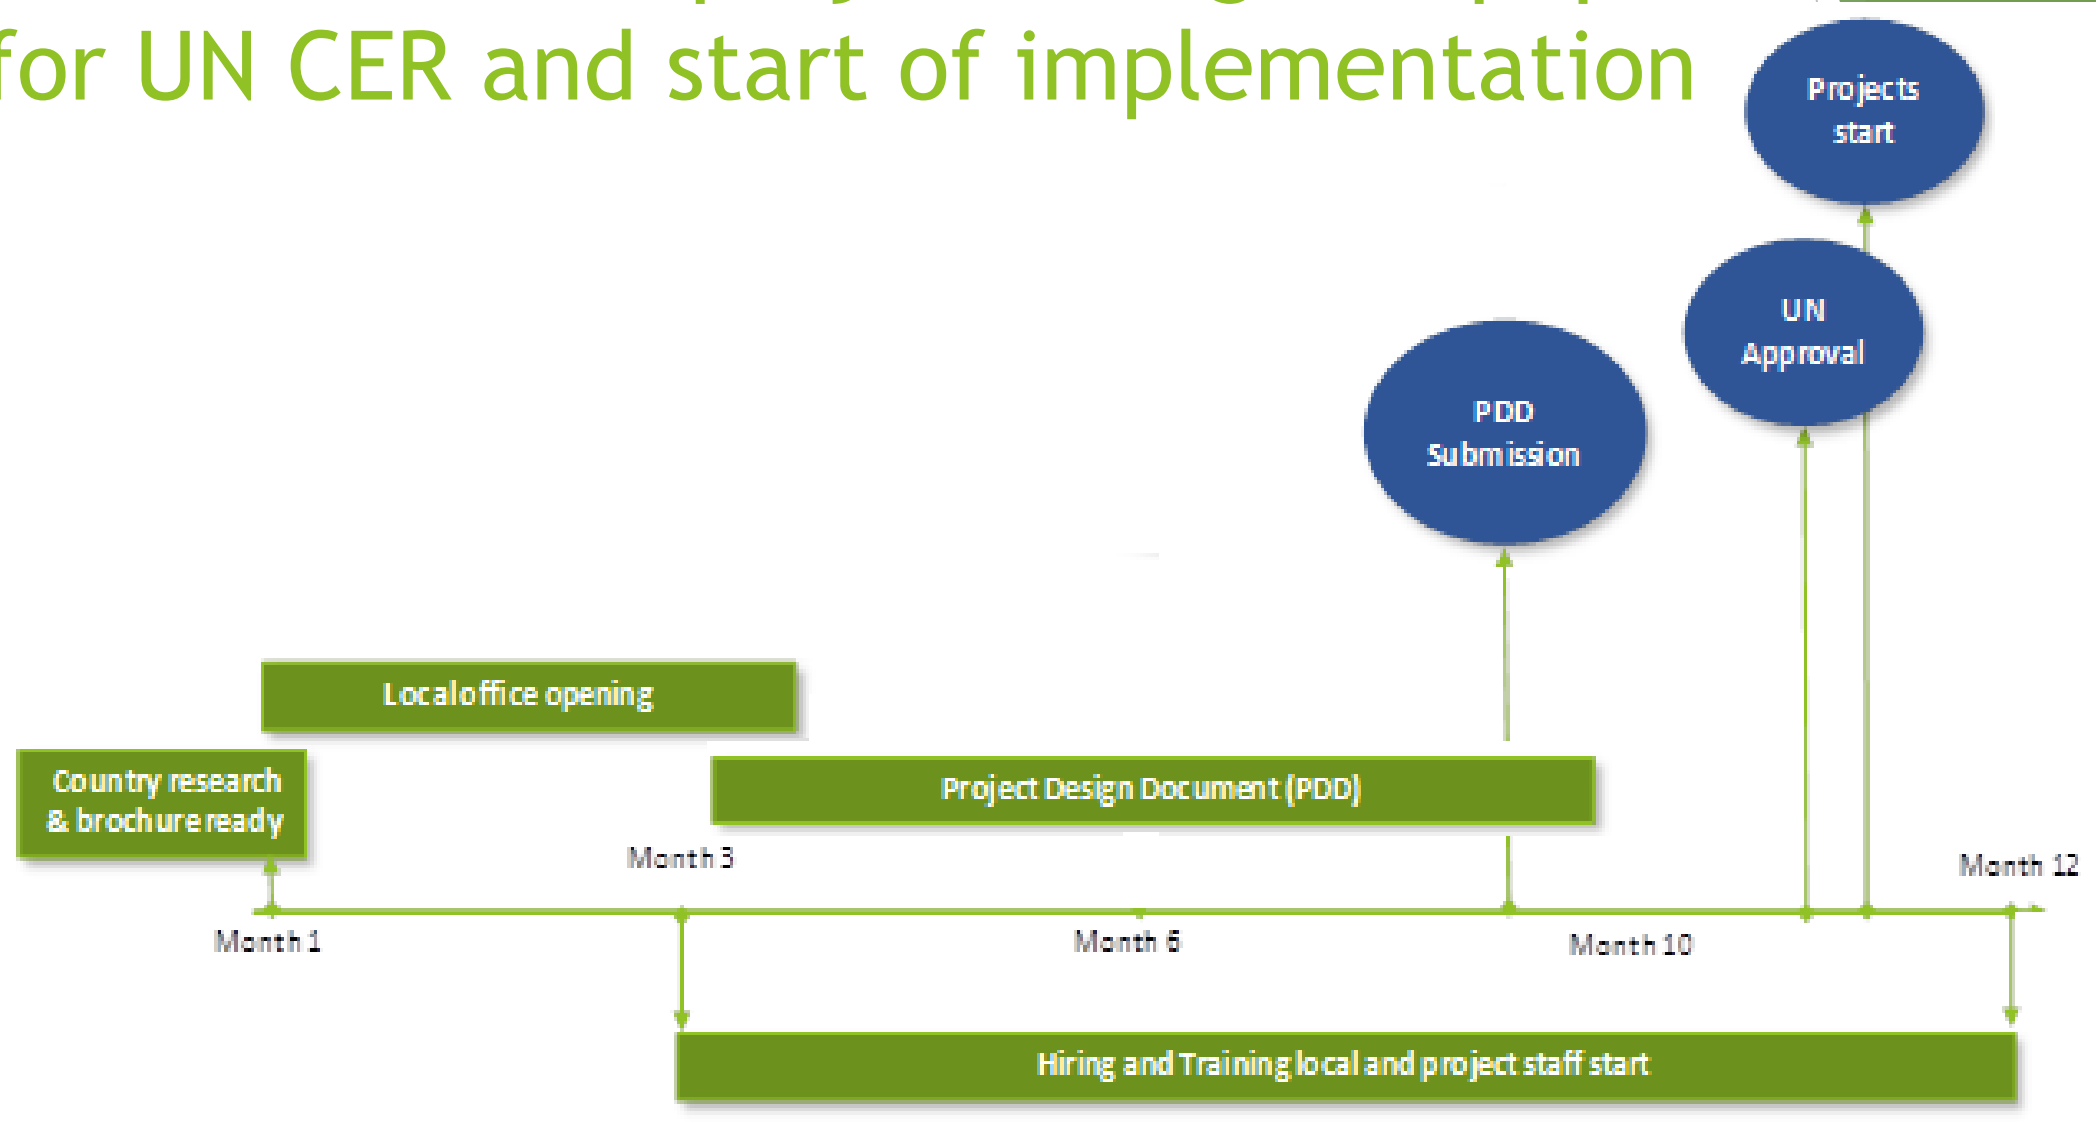 for UN CER and start of implementation
Projects
start
UN
Approval
PDD
Submission
Local office opening
Country research
& brochure ready
Project Design Document (PDD)
Month 3
Month 12
Month 1
Month 6
Month 10
Hiring and Training local and project staff start